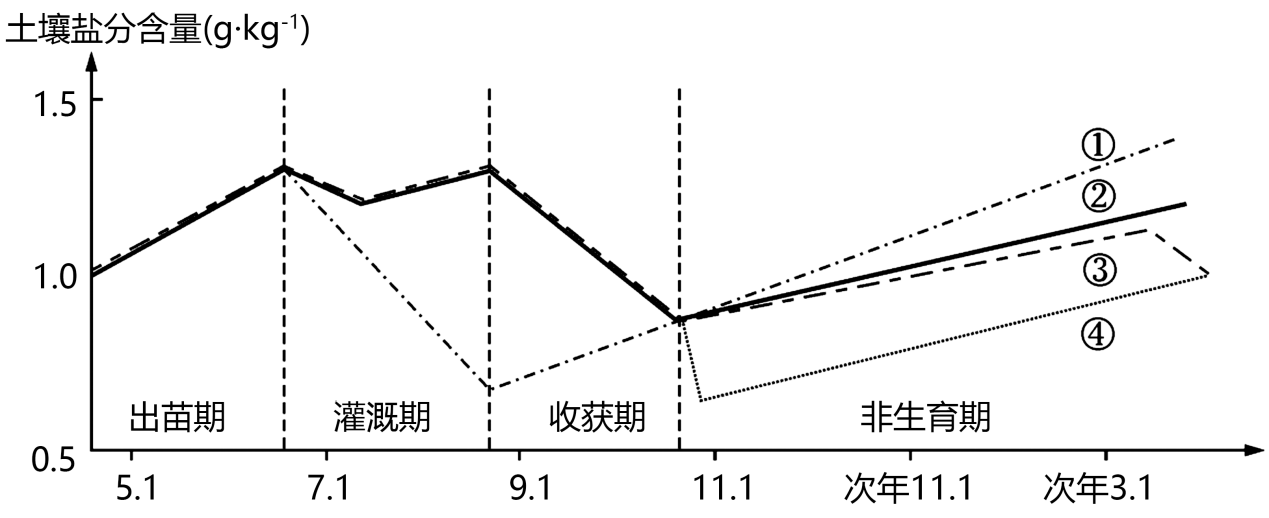 土壤盐分含量(g·kg⁻¹)
1.5
①
②
1.0
③
④
出苗期 灌溉期 收获期 非生育期
0.5
5.1 7.1 9.1 11.1 次年11.1 次年3.1